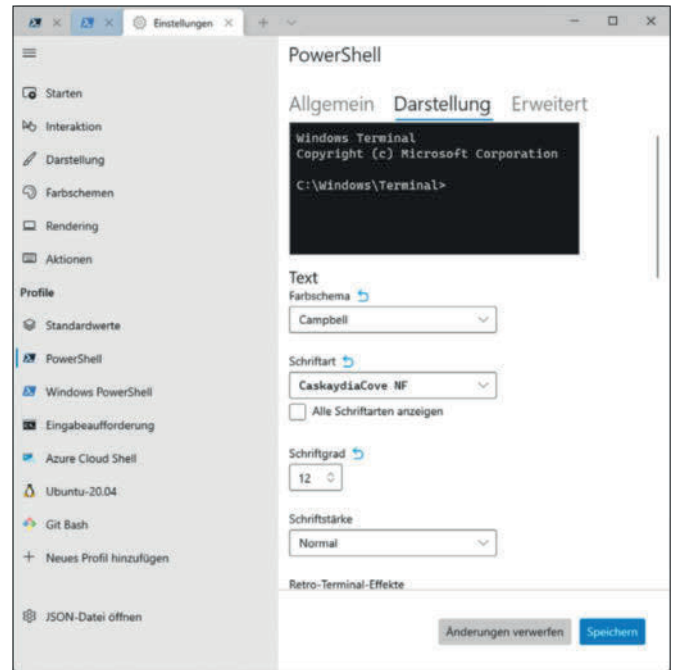 Einstellungen
PowerShell
Starten
Interaktion
Darstellung
Farbschemen
Rendering
Aktionen
Profile
Standardwerte
PowerShell
Windows PowerShell
Eingabeaufforderung
Azure Cloud Shell
Ubuntu-20.04
Git Bash
Neues Profil hinzufügen
JSON-Datei öffnen
Allgemein Darstellung Erweitert
Windows Terminal
Copyright (c) Microsoft Corporation
C:\Windows\Terminal>
Text
Farbschema
Campbell
Schriftart
CaskaydiaCove NF
Alle Schriftarten anzeigen
Schriftgrad
12
Schriftstärke
Normal
Retro-Terminal-Effekte
Änderungen verwerfen Speichern